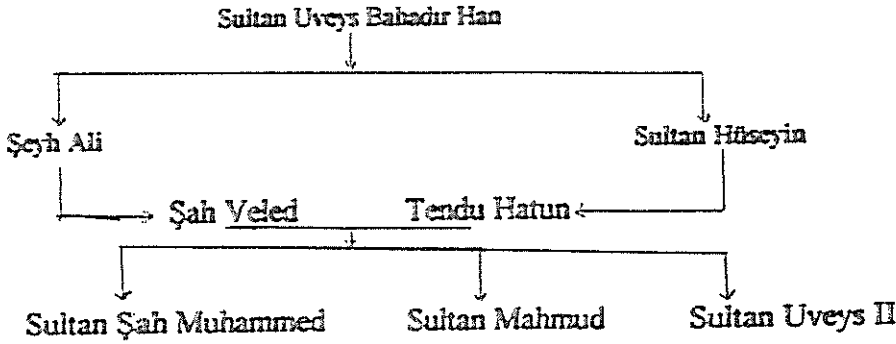 Sultan Uveys Bahadır Han
Şeyh Ali
Sultan Hüseyin
Şah Veled
Tendu Hatun
Sultan Şah Muhammed
Sultan Mahmud
Sultan Uveys II